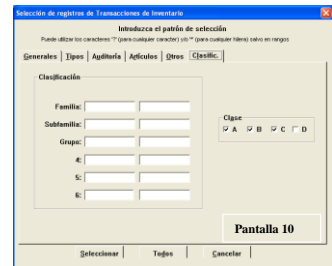 Selección de registros de Transacciones de Inventario
Introduzca el patrón de selección
Puede utilizar los caracteres '?' (para cualquier caracter) y/o '*' (para cualquier hilera) salvo en rangos
Generales Tipos Auditoría Artículos Otros Clasific.
Clasificación
Familia:
Subfamilia:
Grupo:
4:
5:
6:
Clase
A B C D
Pantalla 10
Seleccionar Todos Cancelar